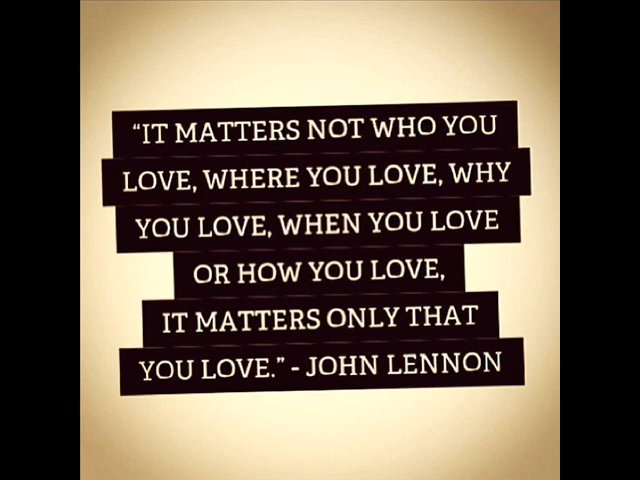 “IT MATTERS NOT WHO YOU
LOVE, WHERE YOU LOVE, WHY
YOU LOVE, WHEN YOU LOVE
OR HOW YOU LOVE,
IT MATTERS ONLY THAT
YOU LOVE.” - JOHN LENNON